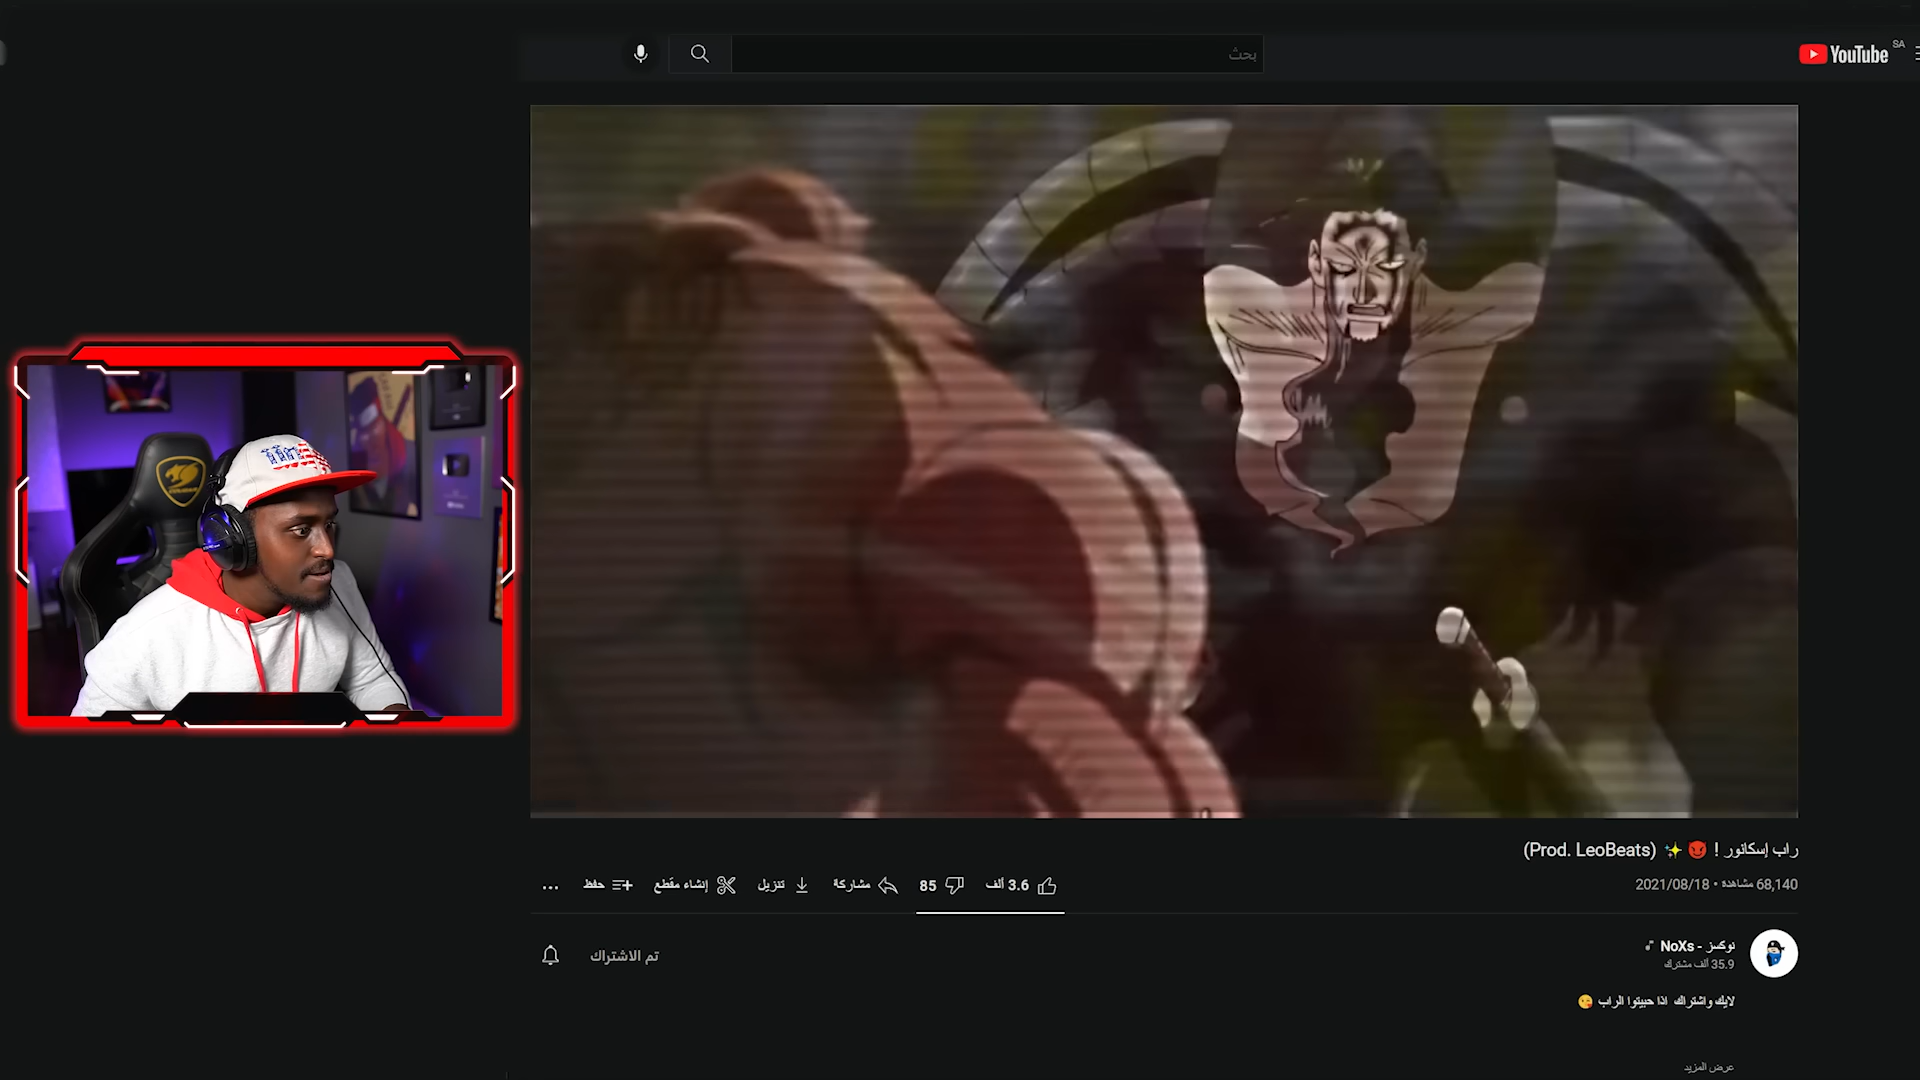 بحث
YouTube SA
راب إسكانور ! 😈 ✨ (Prod. LeoBeats)
68,140 مشاهدة • 2021/08/18
3.6 ألف
85
مشاركة
تنزيل
إنشاء مقطع
حفظ
...
نوكسز - NoXs
35.9 ألف مشترك
تم الاشتراك
لايك واشتراك اذا حبيتوا الراب 😘
عرض المزيد